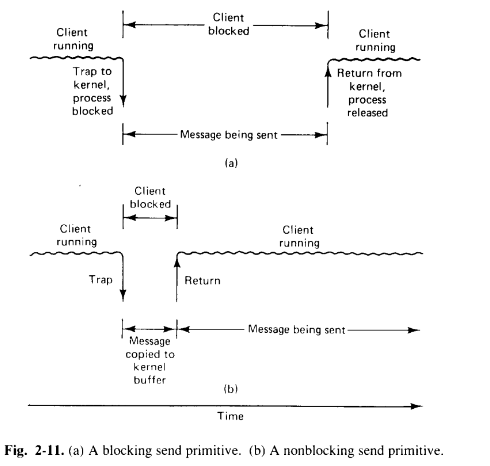 Client
blocked
Client
running
Client
running
Trap to
kernel,
process
blocked
Return from
kernel,
process
released
Message being sent
(a)
Client
blocked
Client
running
Client
running
Trap
Return
Message being sent
Message
copied to
kernel
buffer
(b)
Time
Fig. 2-11. (a) A blocking send primitive. (b) A nonblocking send primitive.